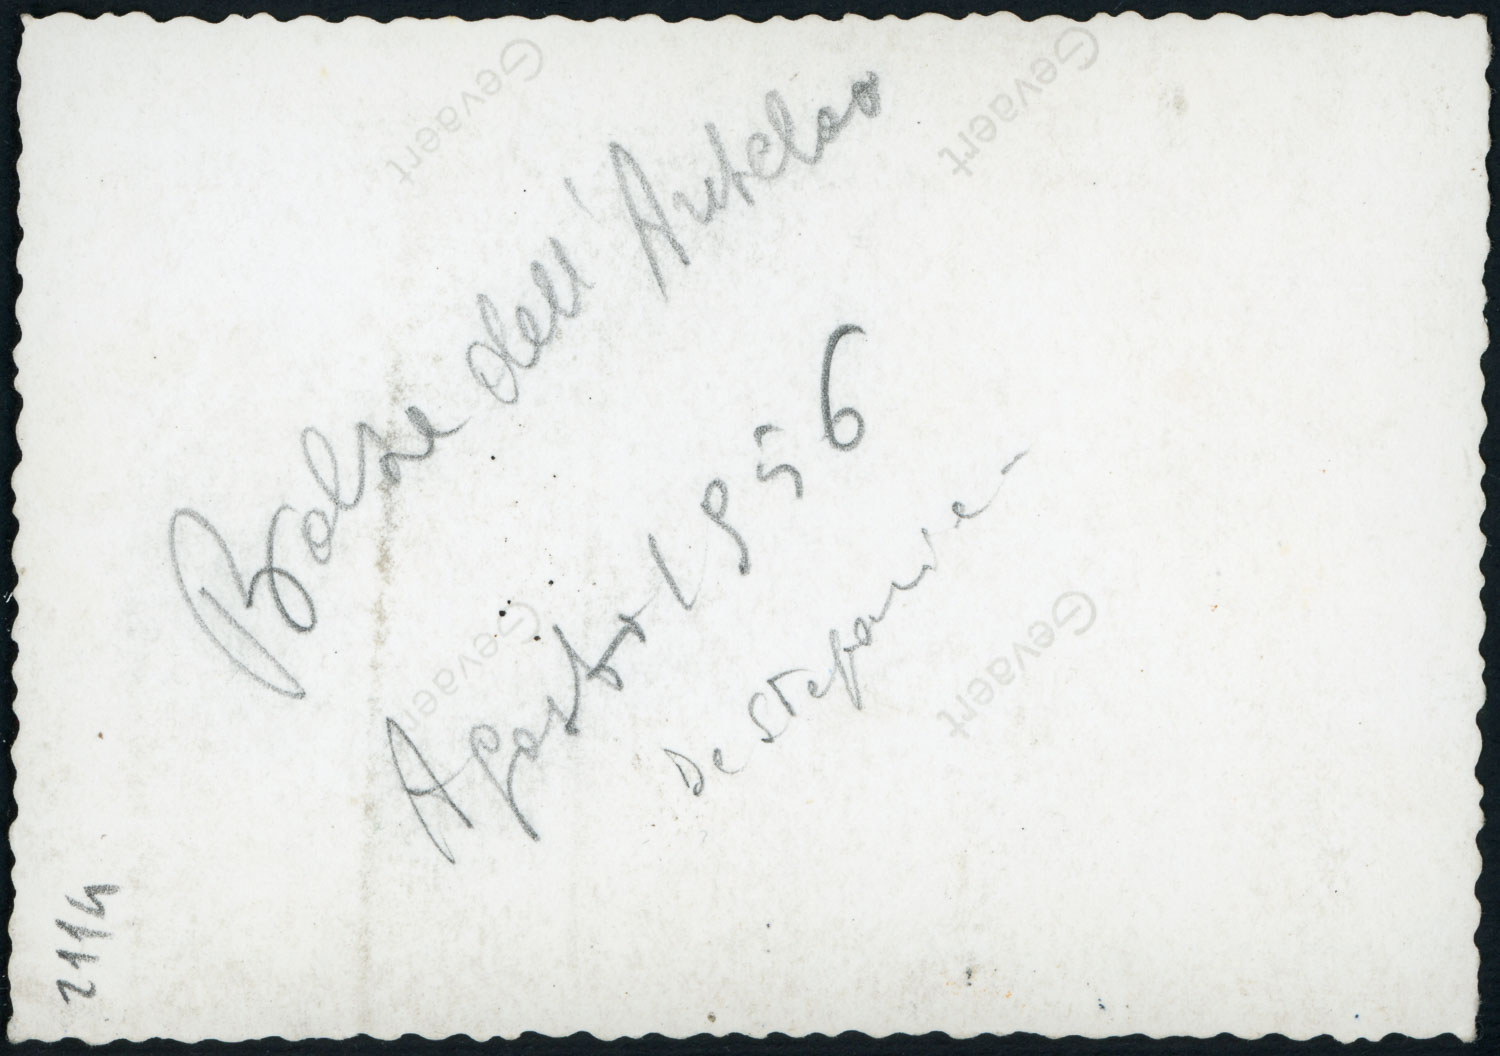 Balze dell'Antelao
Agosto 1956
De Stefani
2114
Gevaert
Gevaert
Gevaert
Gevaert